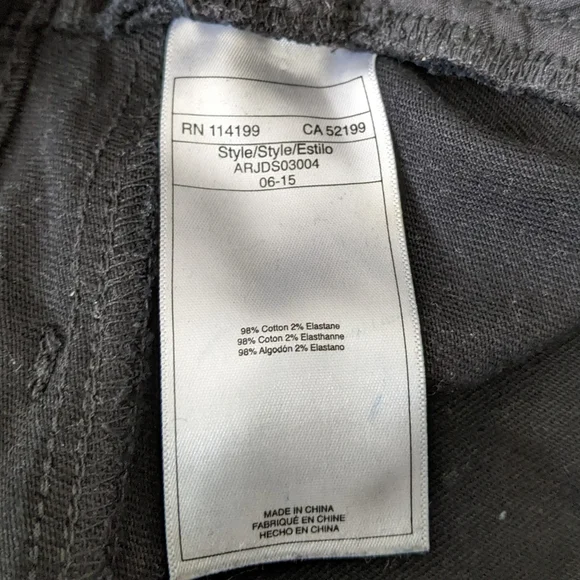 RN 114199 CA 52199
Style/Style/Estilo
ARJDS03004
06-15
98% Cotton 2% Elastane
98% Coton 2% Elasthanne
98% Algodón 2% Elastano
MADE IN CHINA
FABRIQUÉ EN CHINE
HECHO EN CHINA